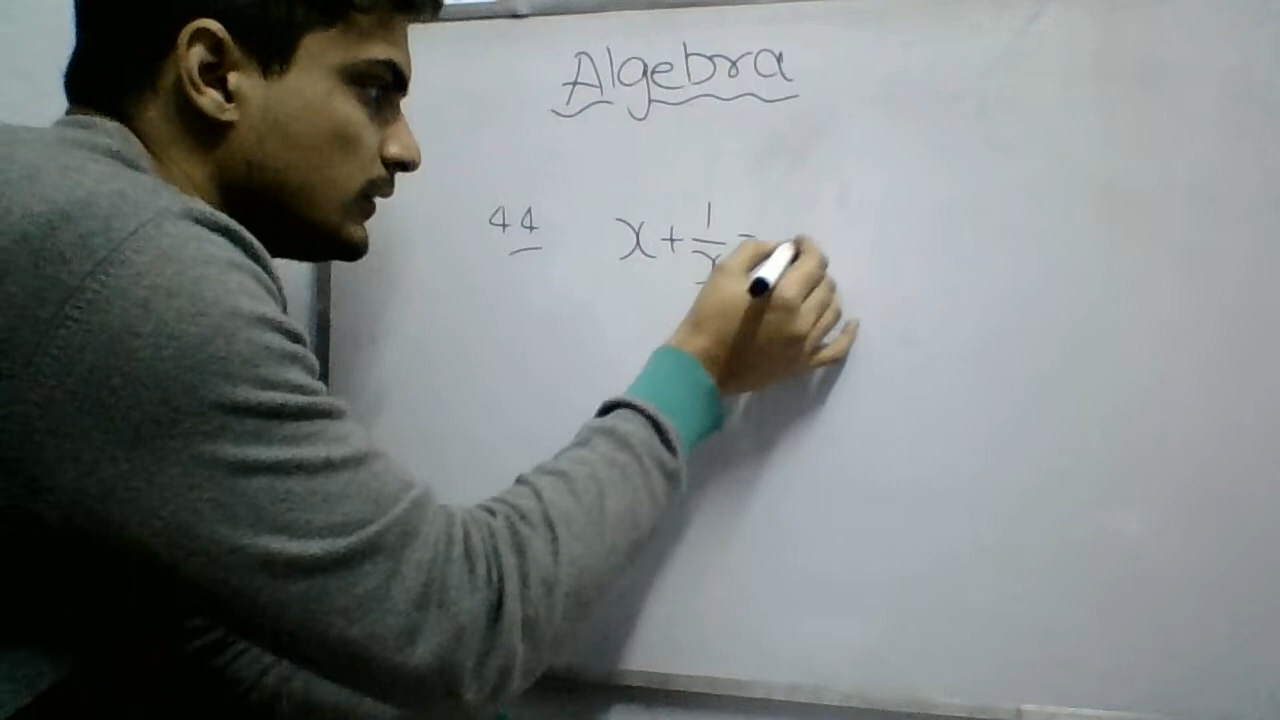 Algebra
44 x + 1/x =